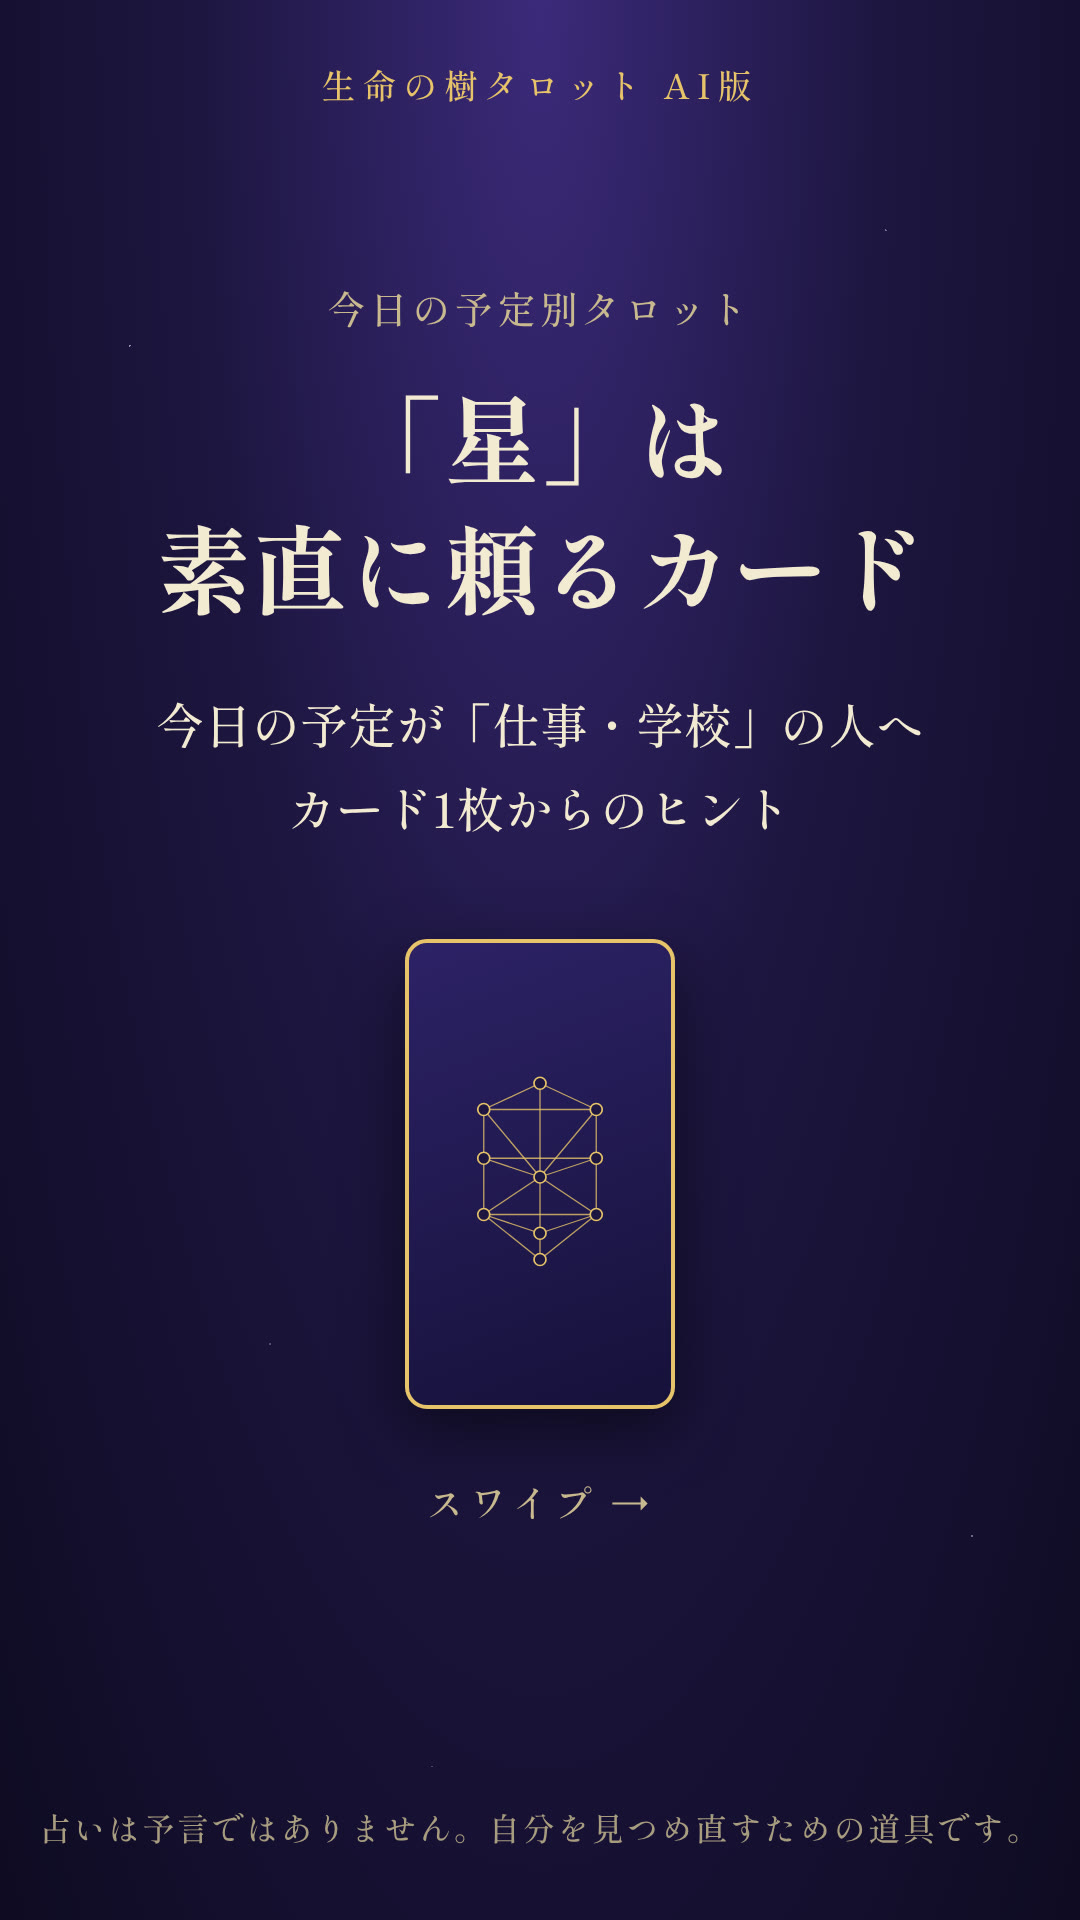 生命の樹タロット AI版
今日の予定別タロット
「星」は
素直に頼るカード
今日の予定が「仕事・学校」の人へ
カード1枚からのヒント
スワイプ →
占いは予言ではありません。自分を見つめ直すための道具です。